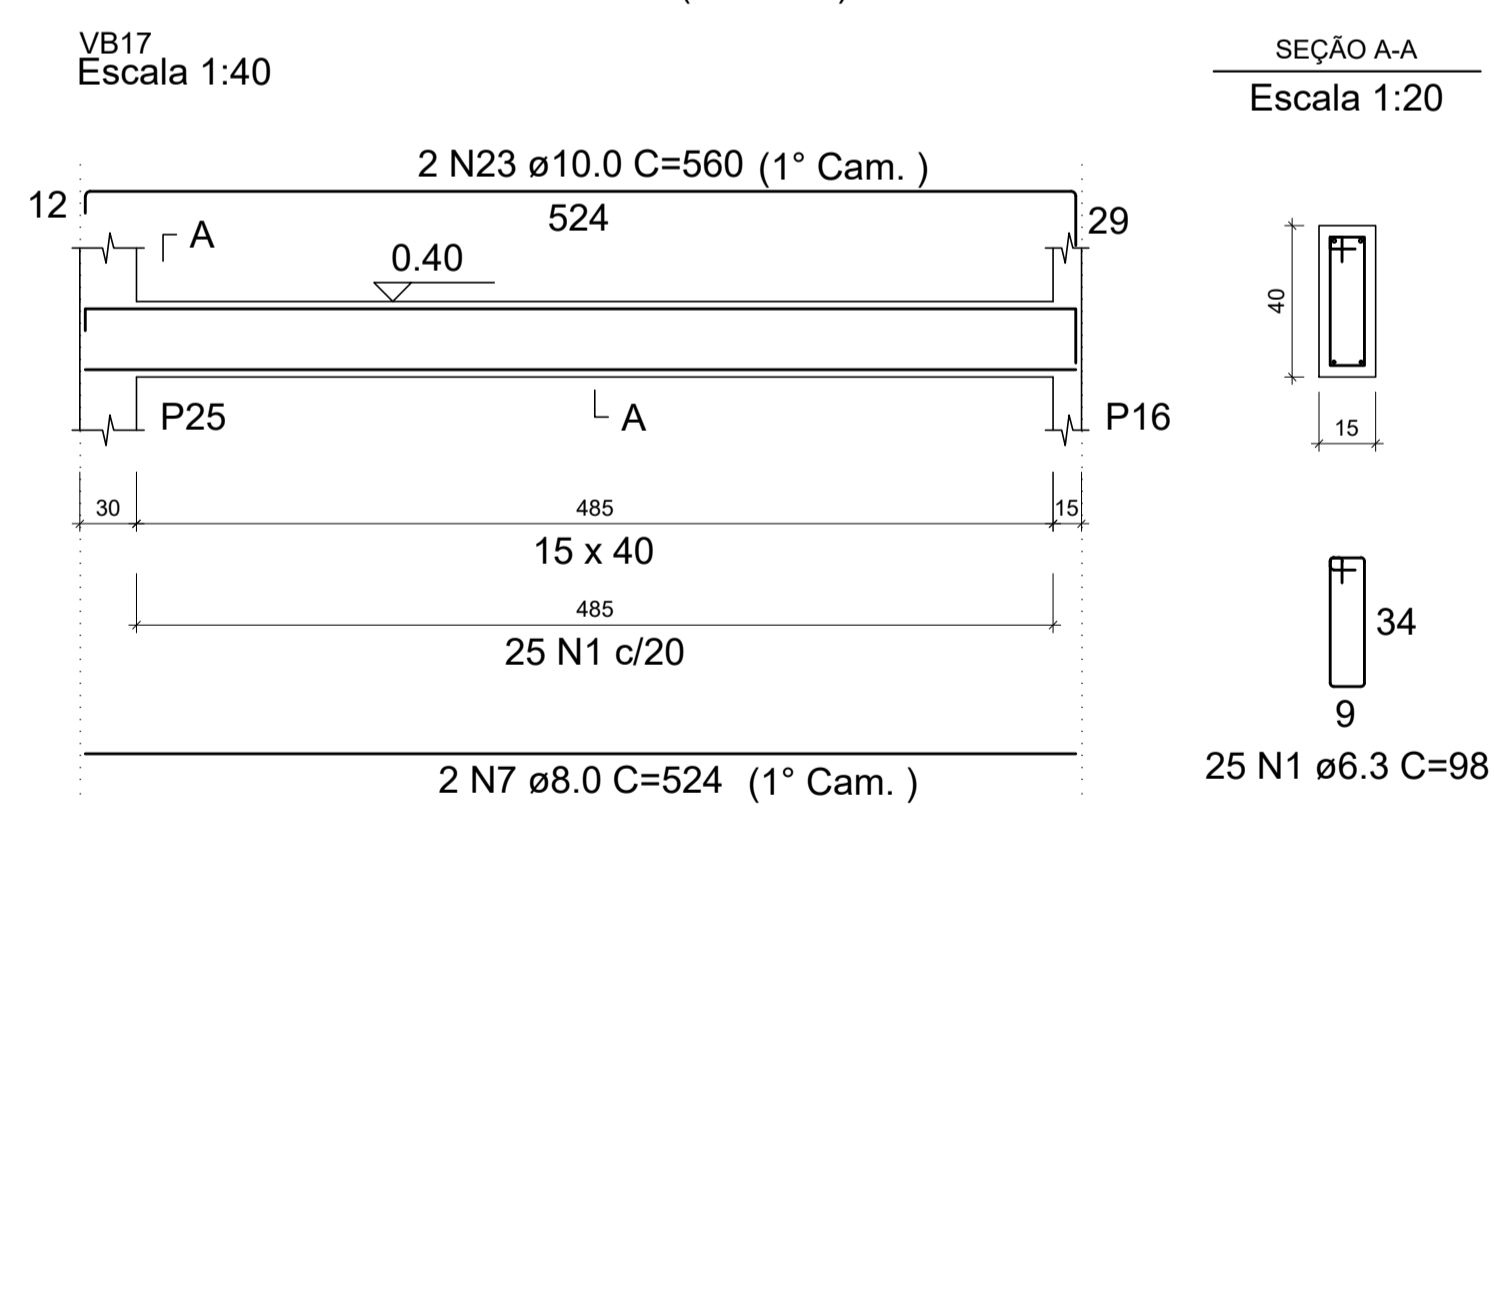 VB17
Escala 1:40
SEÇÃO A-A
Escala 1:20
2 N23 ø10.0 C=560 (1° Cam. )
12
524
29
A
0.40
40
P25
A
P16
15
30
485
15
15 x 40
485
25 N1 c/20
34
9
2 N7 ø8.0 C=524 (1° Cam. )
25 N1 ø6.3 C=98